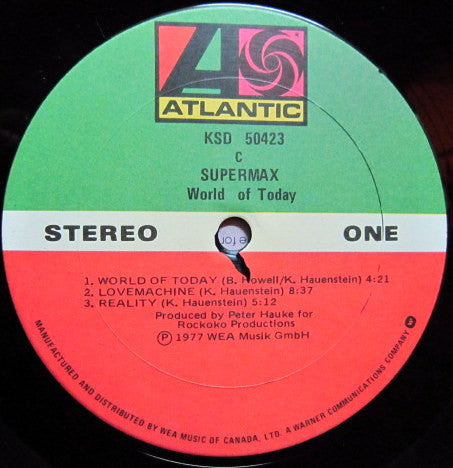 ATLANTIC
KSD 50423
C
SUPERMAX
World of Today
STEREO
ONE
e for
1. WORLD OF TODAY (B. Howell/K. Hauenstein) 4:21
2. LOVEMACHINE (K. Hauenstein) 8:37
3. REALITY (K. Hauenstein) 5:12
Produced by Peter Hauke for
Rockoko Productions
Ⓟ 1977 WEA Musik GmbH
MANUFACTURED AND DISTRIBUTED BY WEA MUSIC OF CANADA, LTD. A WARNER COMMUNICATIONS COMPANY